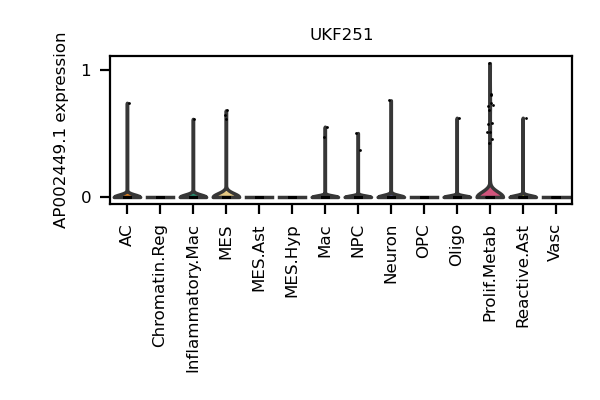 UKF251
AP002449.1 expression
1
0
AC
Chromatin.Reg
Inflammatory.Mac
MES
MES.Ast
MES.Hyp
Mac
NPC
Neuron
OPC
Oligo
Prolif.Metab
Reactive.Ast
Vasc